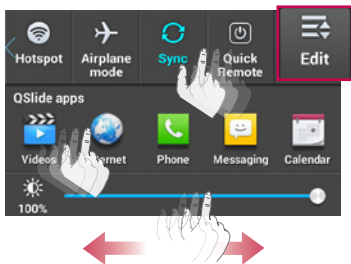 Hotspot Airplane mode Sync Quick Remote Edit
QSlide apps
Videos ernet Phone Messaging Calendar
100%